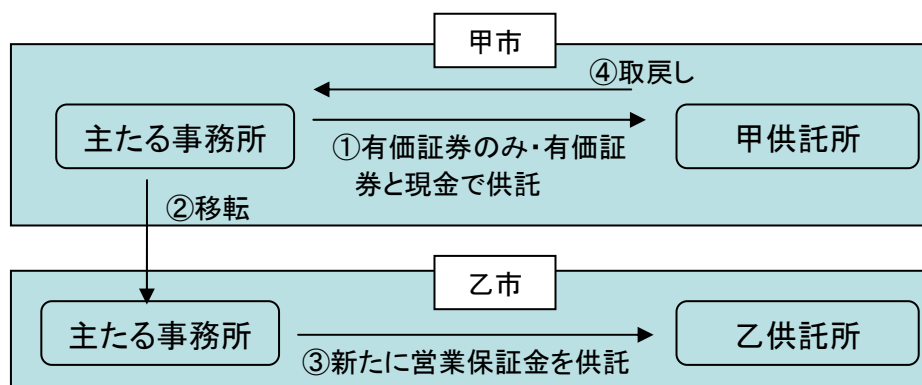 甲市
④取戻し
主たる事務所
①有価証券のみ・有価証
券と現金で供託
甲供託所
②移転
乙市
主たる事務所
③新たに営業保証金を供託
乙供託所